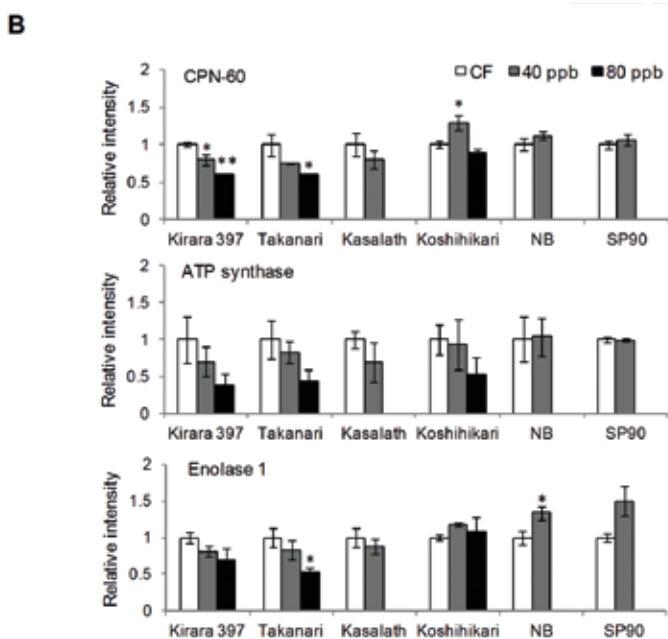 B
CPN-60
CF 40 ppb 80 ppb
Relative intensity
2
1.5
1
0.5
0
* ** * *
Kirara 397 Takanari Kasalath Koshihikari NB SP90
ATP synthase
Relative intensity
2
1.5
1
0.5
0
Kirara 397 Takanari Kasalath Koshihikari NB SP90
Enolase 1
Relative intensity
2
1.5
1
0.5
0
* *
Kirara 397 Takanari Kasalath Koshihikari NB SP90